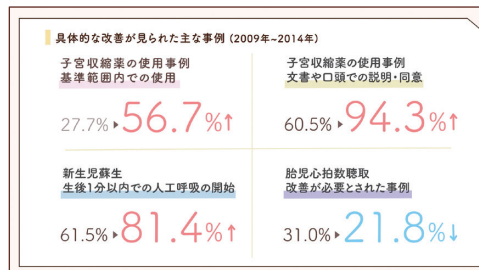 具体的な改善が見られた主な事例（2009年~2014年）
子宮収縮薬の使用事例
基準範囲内での使用
27.7%▶56.7%↑
子宮収縮薬の使用事例
文書や口頭での説明・同意
60.5%▶94.3%↑
新生児蘇生
生後1分以内での人工呼吸の開始
61.5%▶81.4%↑
胎児心拍数聴取
改善が必要とされた事例
31.0%▶21.8%↓